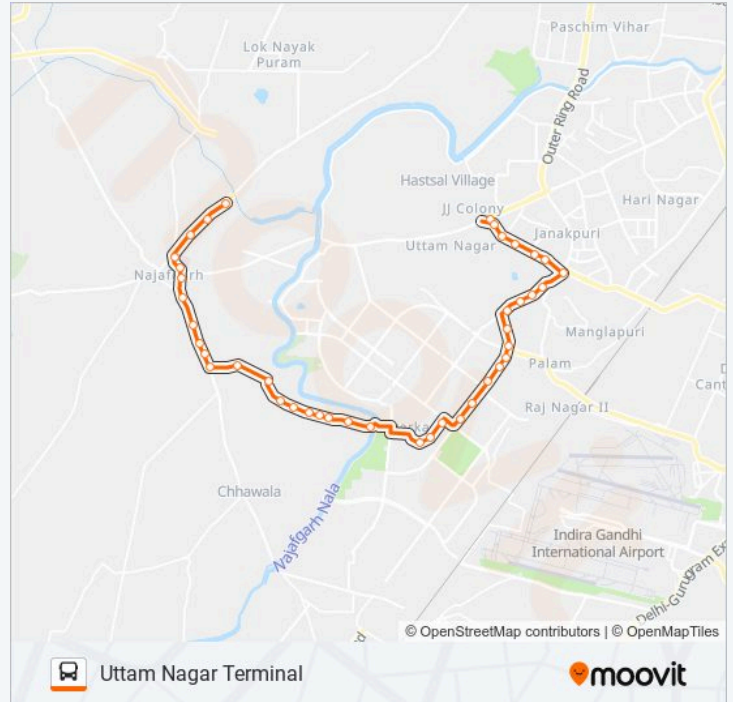 Paschim Vihar
Lok Nayak
Puram
Outer Ring Road
Hastsal Village
Hari Nagar
JJ Colony
Janakpuri
Uttam Nagar
Manglapuri
Palam
Raj Nagar II
Chhawala
Najafgarh Nala
Indira Gandhi
International Airport
© OpenStreetMap contributors | © OpenMapTiles
Uttam Nagar Terminal
moovit